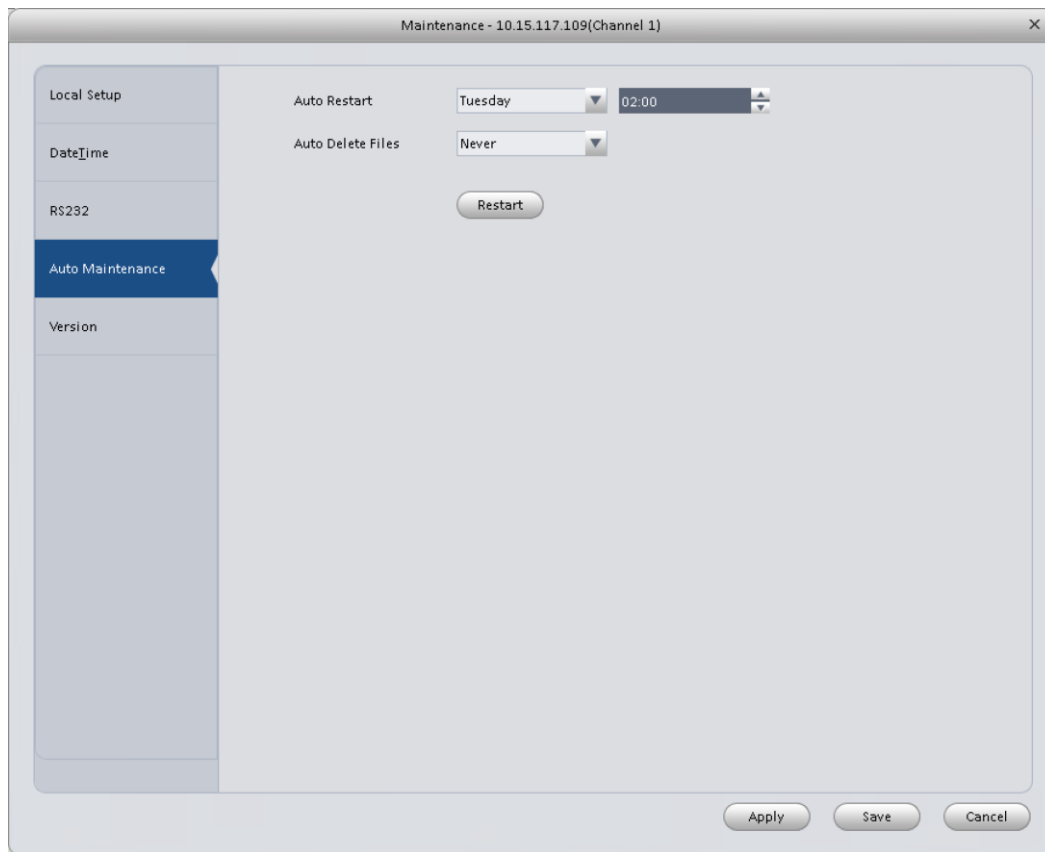 Maintenance - 10.15.117.109(Channel 1)
Local Setup
DateTime
RS232
Auto Maintenance
Version
Auto Restart Tuesday 02:00
Auto Delete Files Never
Restart
Apply Save Cancel